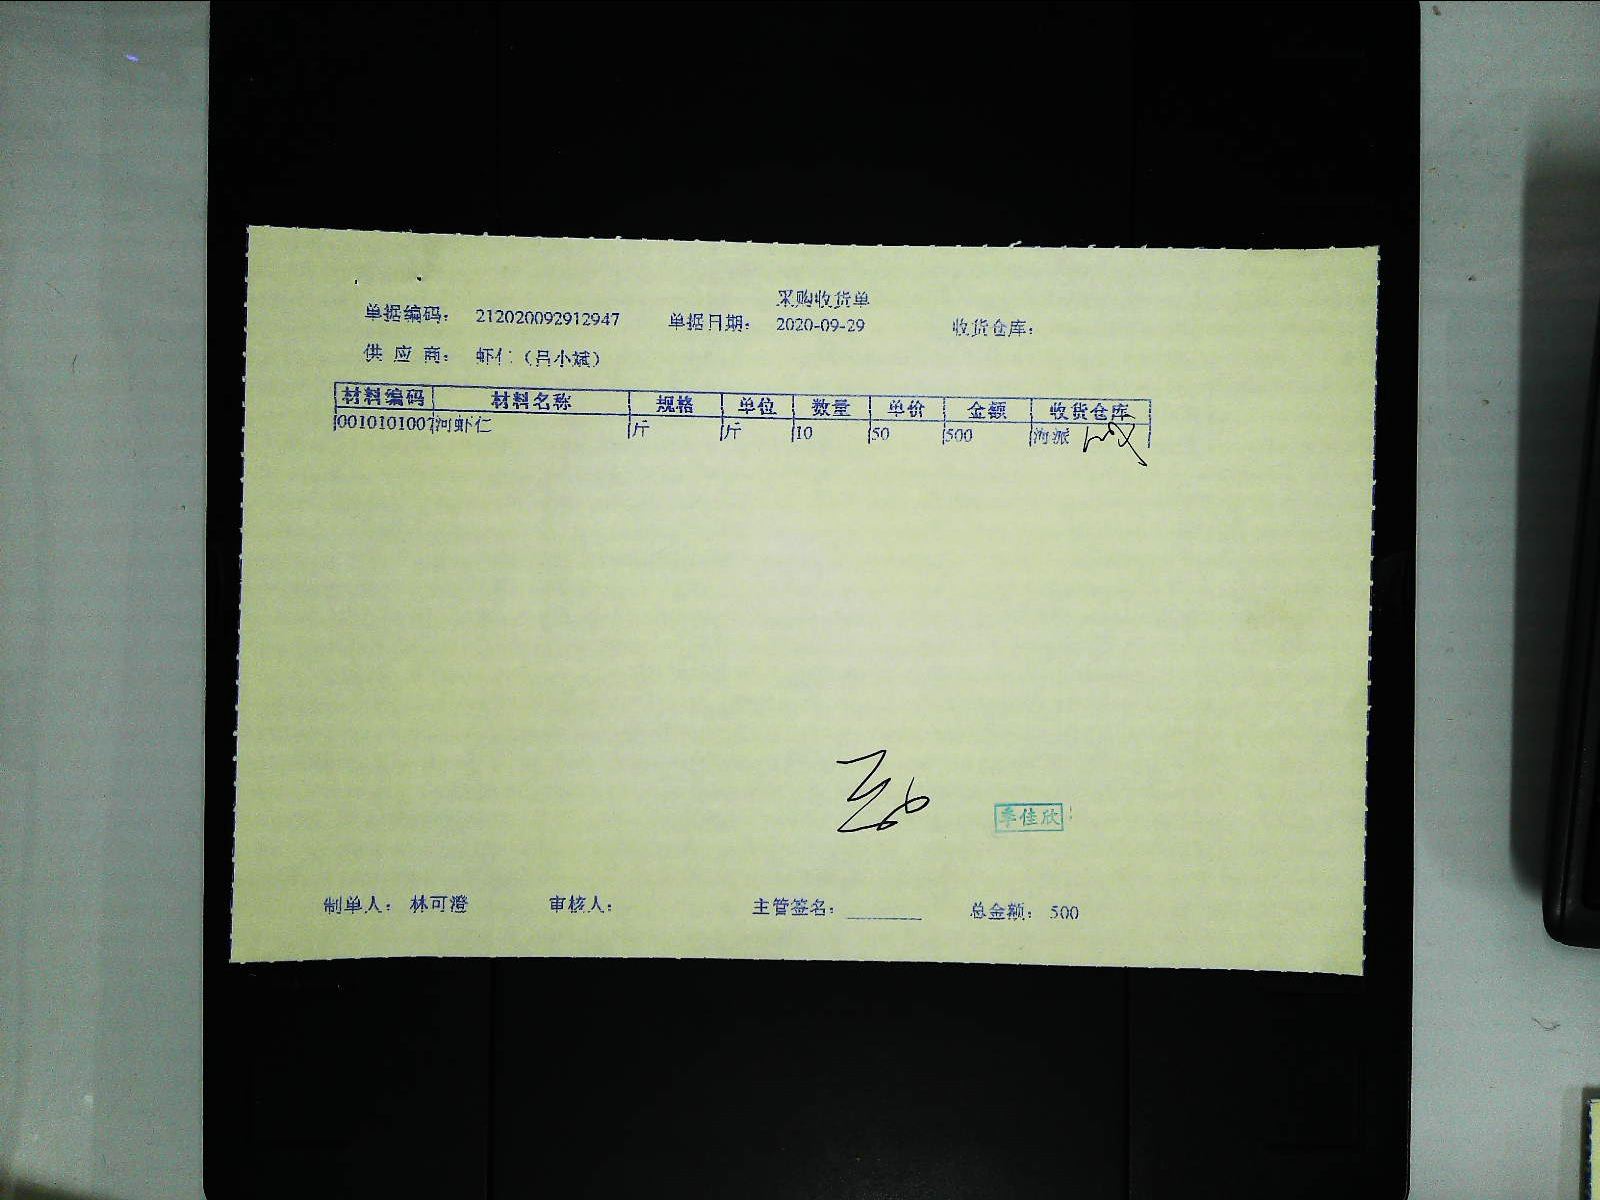 采购收货单
单据编码： 212020092912947 单据日期： 2020-09-29 收货仓库：
供 应 商： 虾仁（吕小斌）
材料编码 材料名称 规格 单位 数量 单价 金额 收货仓库
0010101007 河虾仁 斤 斤 10 50 500 海派
李佳欣
制单人： 林可澄 审核人： 主管签名：________ 总金额： 500